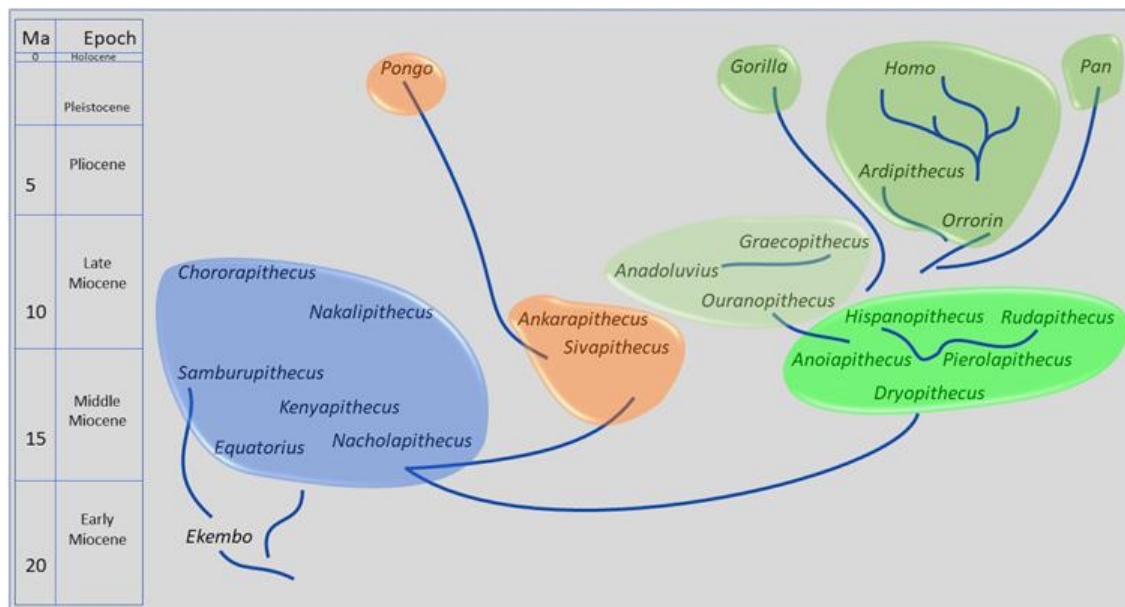 Ma Epoch
0 Holocene
Pleistocene
Pliocene
5
Late
Miocene
10
Middle
Miocene
15
Early
Miocene
20
Pongo
Gorilla
Homo
Pan
Ardipithecus
Orrorin
Graecopithecus
Anadoluvius
Ouranopithecus
Chororapithecus
Nakalipithecus
Ankarapithecus
Sivapithecus
Hispanopithecus
Rudapithecus
Anoiapithecus
Pierolapithecus
Dryopithecus
Samburupithecus
Kenyapithecus
Equatorius
Nacholapithecus
Ekembo